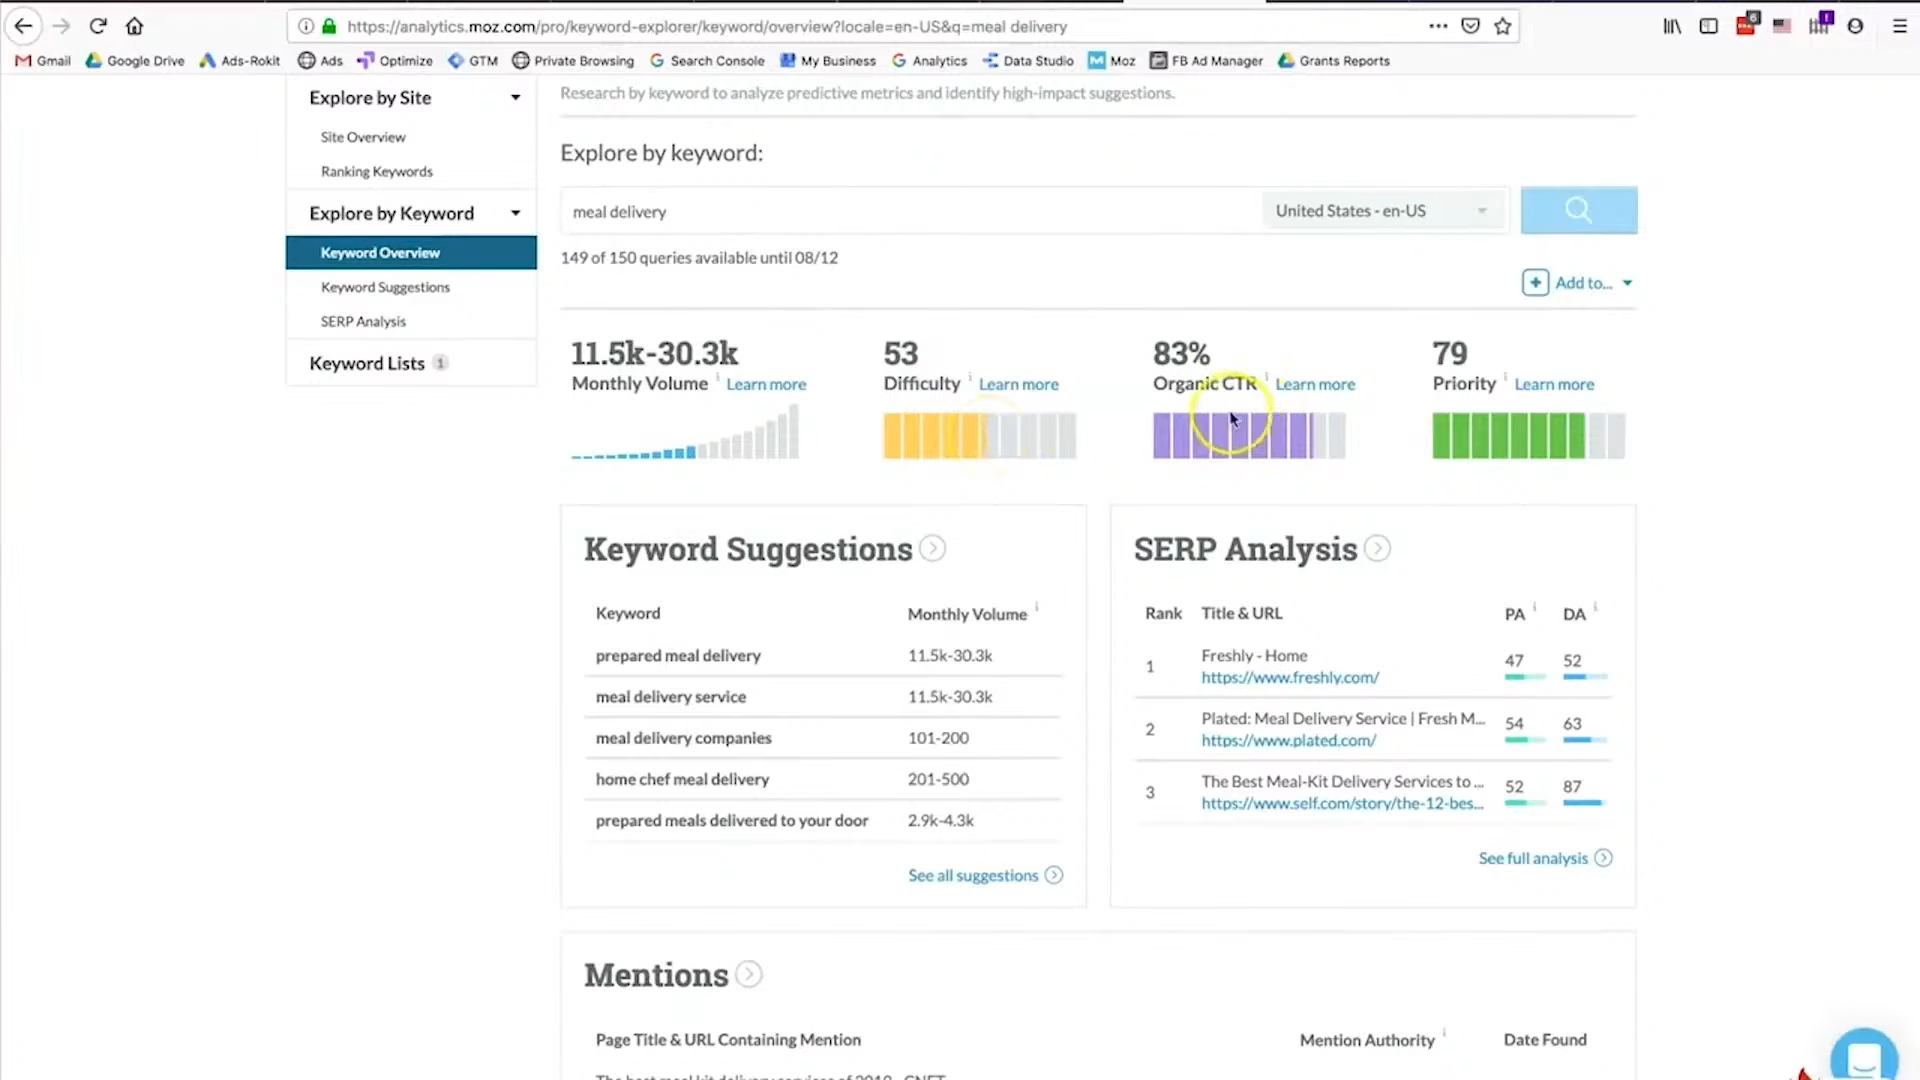 https://analytics.moz.com/pro/keyword-explorer/keyword/overview?locale=en-US&q=meal delivery
6
!
Gmail Google Drive Ads-Rokit Ads Optimize GTM Private Browsing Search Console My Business Analytics Data Studio Moz FB Ad Manager Grants Reports
Explore by Site
Site Overview
Ranking Keywords
Explore by Keyword
Keyword Overview
Keyword Suggestions
SERP Analysis
Keyword Lists 1
Research by keyword to analyze predictive metrics and identify high-impact suggestions.
Explore by keyword:
meal delivery
United States - en-US
149 of 150 queries available until 08/12
Add to...
11.5k-30.3k
Monthly Volume i Learn more
53
Difficulty i Learn more
83%
Organic CTR i Learn more
79
Priority i Learn more
Keyword Suggestions
Keyword Monthly Volume i
prepared meal delivery 11.5k-30.3k
meal delivery service 11.5k-30.3k
meal delivery companies 101-200
home chef meal delivery 201-500
prepared meals delivered to your door 2.9k-4.3k
See all suggestions
SERP Analysis
Rank Title & URL PA i DA i
1 Freshly - Home 47 52
https://www.freshly.com/
2 Plated: Meal Delivery Service | Fresh M... 54 63
https://www.plated.com/
3 The Best Meal-Kit Delivery Services to ... 52 87
https://www.self.com/story/the-12-bes...
See full analysis
Mentions
Page Title & URL Containing Mention Mention Authority i Date Found
The best meal kit delivery services of 2019 - CNET